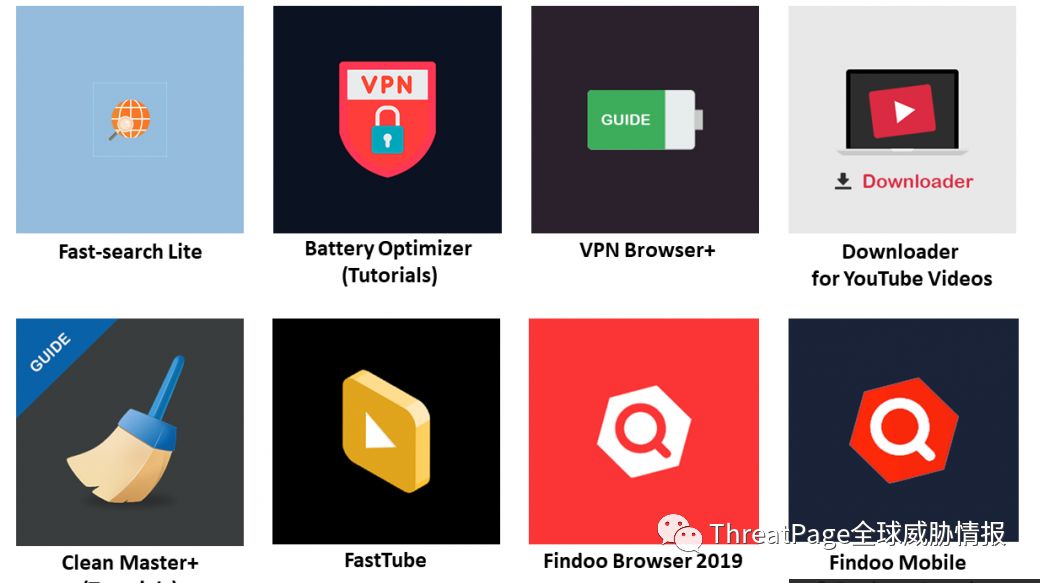 VPN
GUIDE
Downloader
Fast-search Lite
Battery Optimizer
(Tutorials)
VPN Browser+
Downloader
for YouTube Videos
GUIDE
ThreatPage全球威胁情报
Clean Master+
FastTube
Findoo Browser 2019
Findoo Mobile